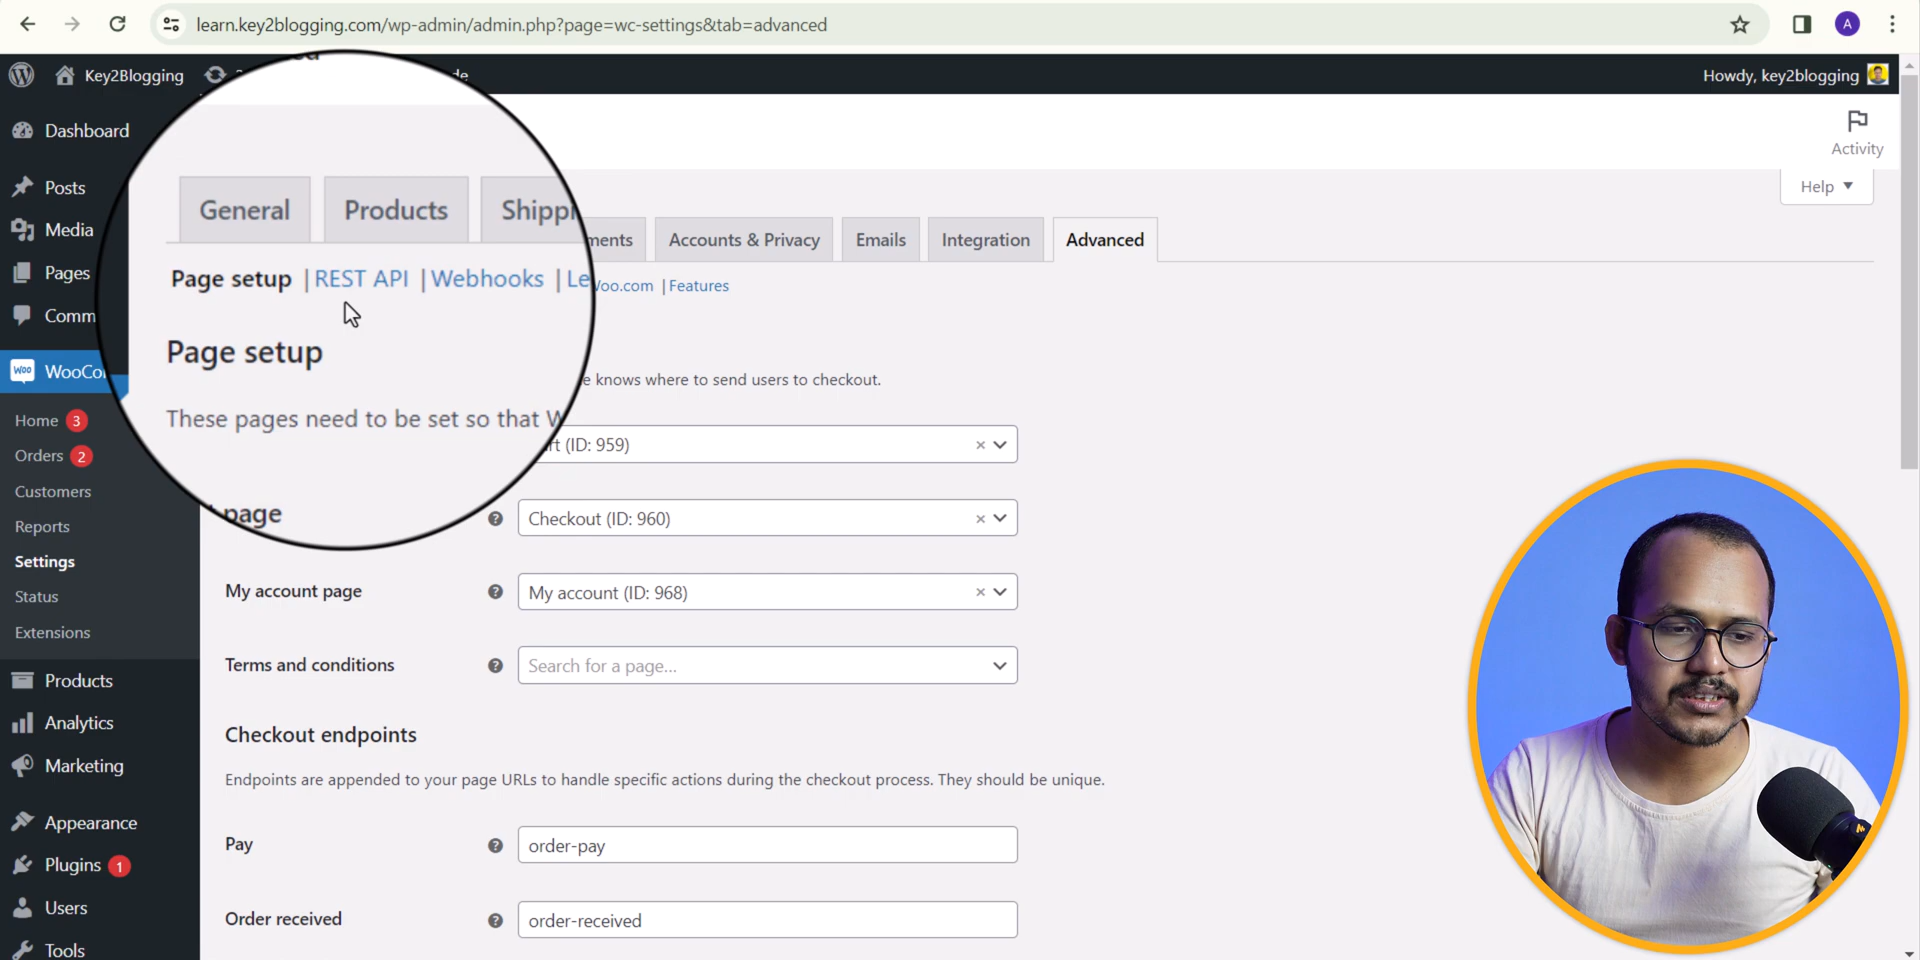 learn.key2blogging.com/wp-admin/admin.php?page=wc-settings&tab=advanced
A
Key2Blogging
Howdy, key2blogging
Dashboard
Posts
Media
Pages
Comm
WooCo
Home 3
Orders 2
Customers
Reports
Settings
Status
Extensions
Products
Analytics
Marketing
Appearance
Plugins 1
Users
Tools
Activity
Help
General
Products
Shipp
ments
Accounts & Privacy
Emails
Integration
Advanced
Page setup | REST API | Webhooks | Le
Woo.com | Features
Page setup
These pages need to be set so that W
e knows where to send users to checkout.
rt (ID: 959)
page
Checkout (ID: 960)
My account page
My account (ID: 968)
Terms and conditions
Search for a page...
Checkout endpoints
Endpoints are appended to your page URLs to handle specific actions during the checkout process. They should be unique.
Pay
order-pay
Order received
order-received